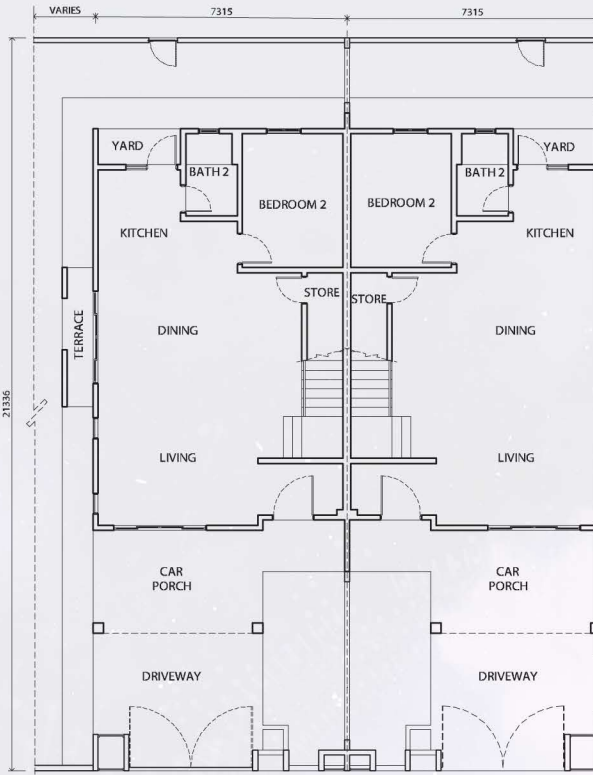 VARIES 7315 7315
YARD YARD
BATH 2 BATH 2
BEDROOM 2 BEDROOM 2
KITCHEN KITCHEN
STORE STORE
TERRACE
DINING DINING
21336
LIVING LIVING
CAR
PORCH
CAR
PORCH
DRIVEWAY DRIVEWAY